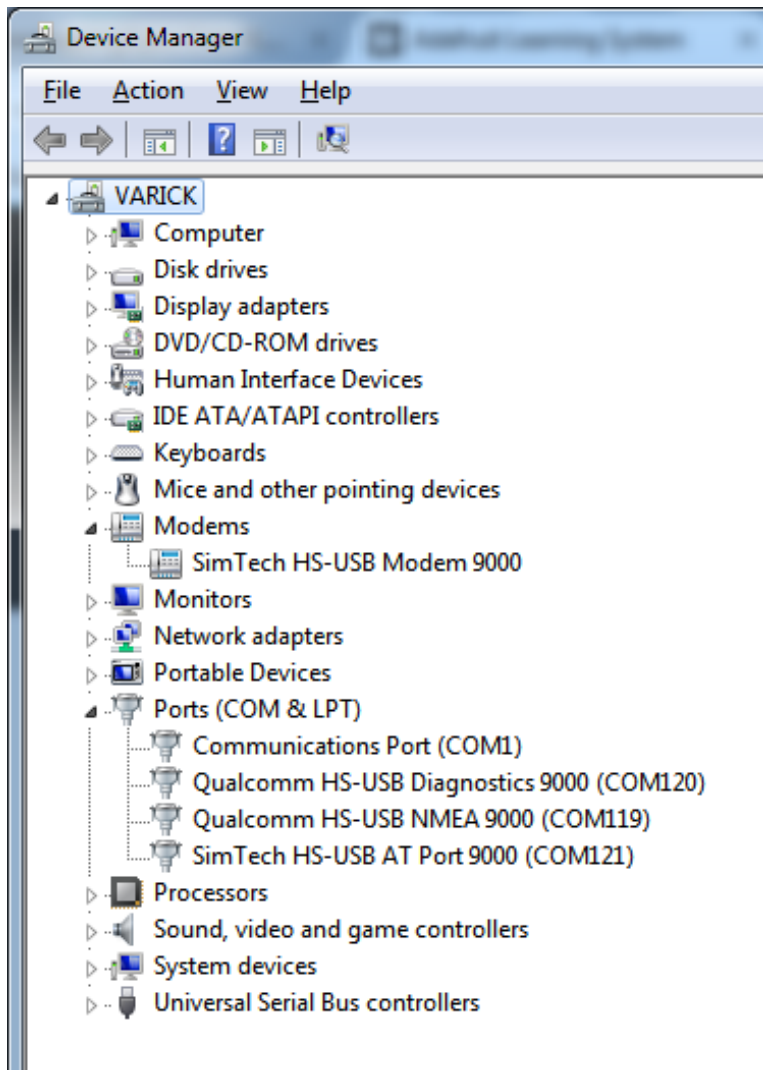 Device Manager
Adafruit Learning System
File Action View Help
VARICK
Computer
Disk drives
Display adapters
DVD/CD-ROM drives
Human Interface Devices
IDE ATA/ATAPI controllers
Keyboards
Mice and other pointing devices
Modems
SimTech HS-USB Modem 9000
Monitors
Network adapters
Portable Devices
Ports (COM & LPT)
Communications Port (COM1)
Qualcomm HS-USB Diagnostics 9000 (COM120)
Qualcomm HS-USB NMEA 9000 (COM119)
SimTech HS-USB AT Port 9000 (COM121)
Processors
Sound, video and game controllers
System devices
Universal Serial Bus controllers